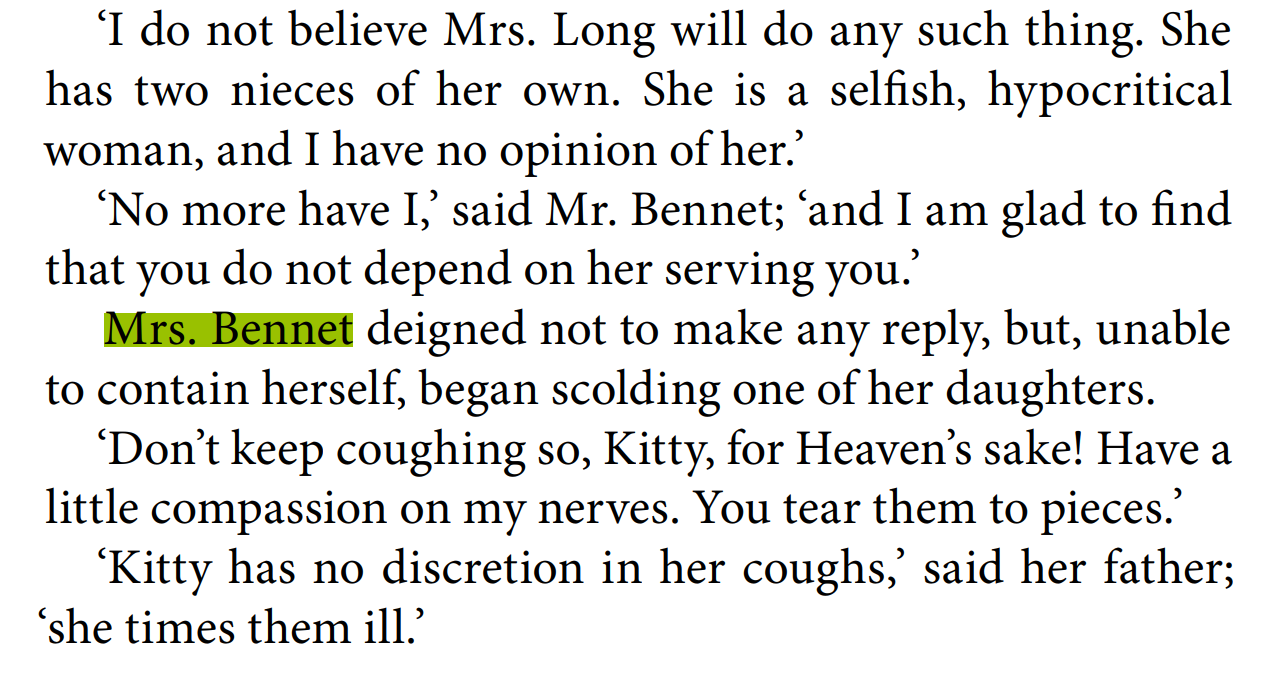 ‘I do not believe Mrs. Long will do any such thing. She
has two nieces of her own. She is a selfish, hypocritical
woman, and I have no opinion of her.’
‘No more have I,’ said Mr. Bennet; ‘and I am glad to find
that you do not depend on her serving you.’
Mrs. Bennet deigned not to make any reply, but, unable
to contain herself, began scolding one of her daughters.
‘Don’t keep coughing so, Kitty, for Heaven’s sake! Have a
little compassion on my nerves. You tear them to pieces.’
‘Kitty has no discretion in her coughs,’ said her father;
‘she times them ill.’